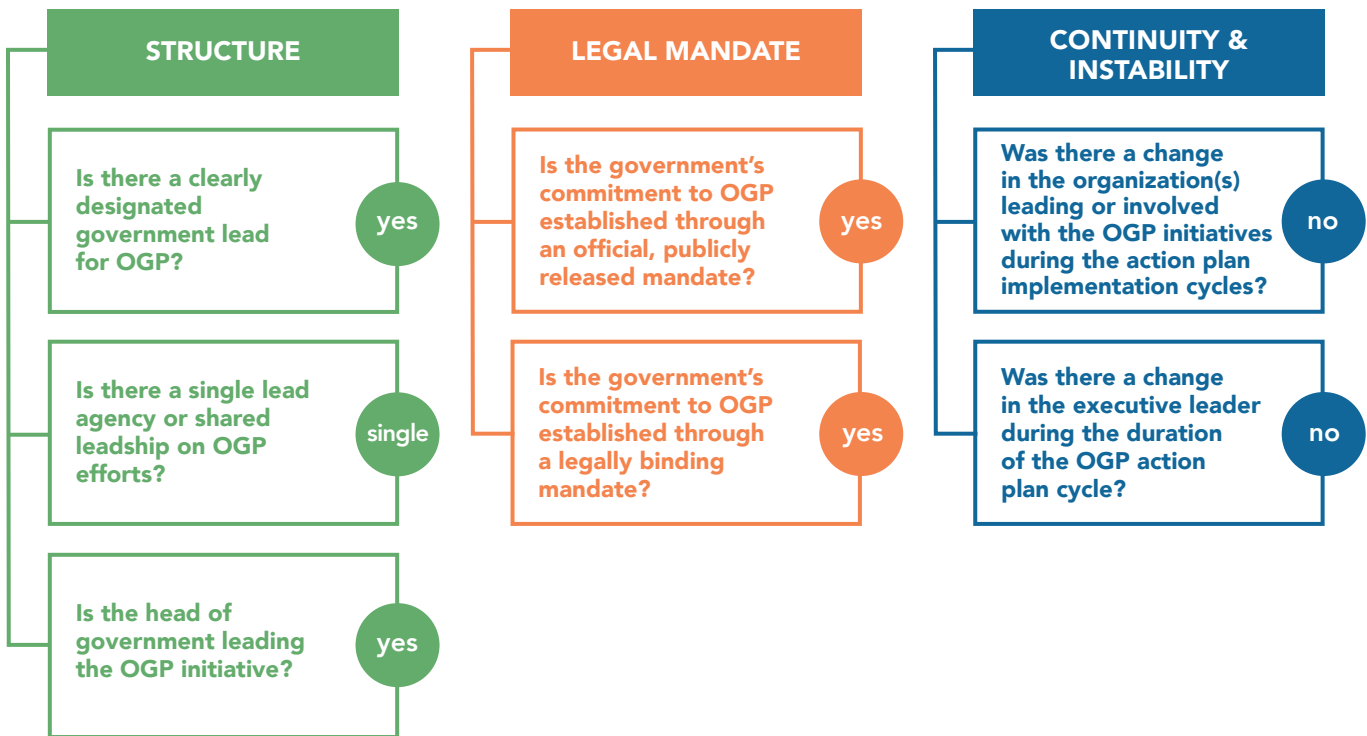 STRUCTURE
Is there a clearly
designated
government lead
for OGP?
yes
Is there a single lead
agency or shared
leadship on OGP
efforts?
single
Is the head of
government leading
the OGP initiative?
yes
LEGAL MANDATE
Is the government’s
commitment to OGP
established through
an official, publicly
released mandate?
yes
Is the government’s
commitment to OGP
established through
a legally binding
mandate?
yes
CONTINUITY &
INSTABILITY
Was there a change
in the organization(s)
leading or involved
with the OGP initiatives
during the action plan
implementation cycles?
no
Was there a change
in the executive leader
during the duration
of the OGP action
plan cycle?
no